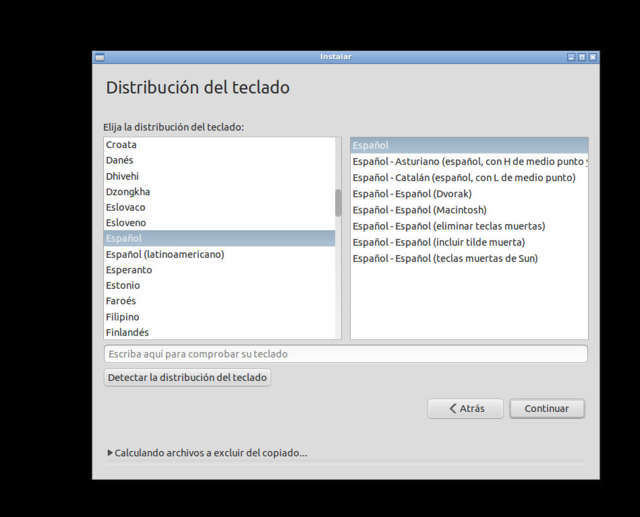 Instalar
Distribución del teclado
Elija la distribución del teclado:
Croata
Danés
Dhivehi
Dzongkha
Eslovaco
Esloveno
Español
Español (latinoamericano)
Esperanto
Estonio
Faroés
Filipino
Finlandés
Español
Español - Asturiano (español, con H de medio punto y
Español - Catalán (español, con L de medio punto)
Español - Español (Dvorak)
Español - Español (Macintosh)
Español - Español (eliminar teclas muertas)
Español - Español (incluir tilde muerta)
Español - Español (teclas muertas de Sun)
Escriba aquí para comprobar su teclado
Detectar la distribución del teclado
Atrás
Continuar
Calculando archivos a excluir del copiado...